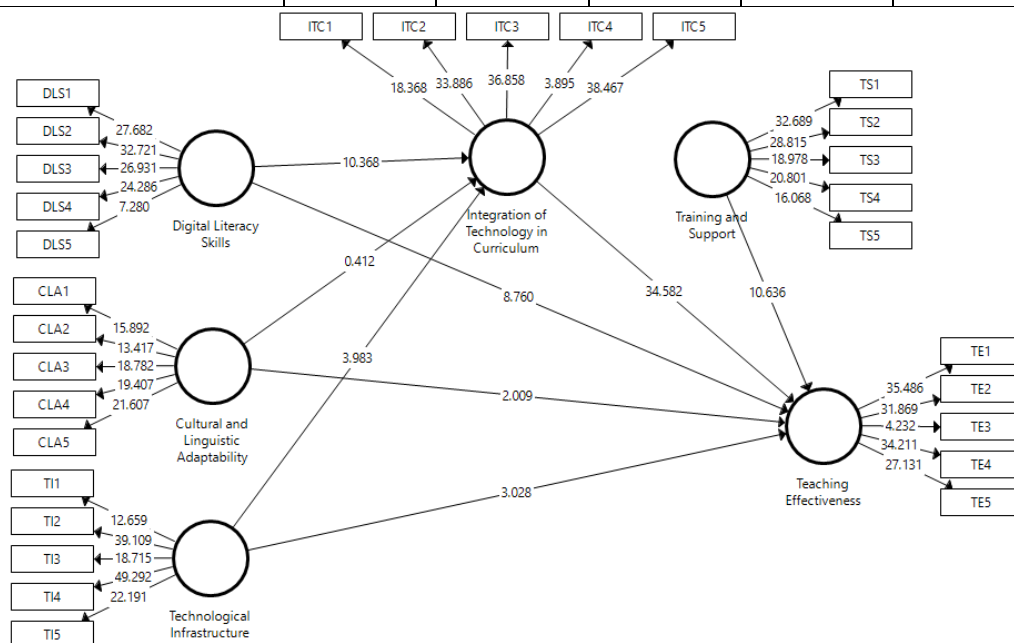 ITC1
ITC2
ITC3
ITC4
ITC5
18.368
33.886
36.858
3.895
38.467
DLS1
DLS2
DLS3
DLS4
DLS5
27.682
32.721
26.931
24.286
7.280
Digital Literacy
Skills
10.368
Integration of
Technology in
Curriculum
Training and
Support
32.689
28.815
18.978
20.801
16.068
TS1
TS2
TS3
TS4
TS5
0.412
8.760
34.582
10.636
CLA1
CLA2
CLA3
CLA4
CLA5
15.892
13.417
18.782
19.407
21.607
Cultural and
Linguistic
Adaptability
3.983
2.009
3.028
TE1
TE2
TE3
TE4
TE5
35.486
31.869
4.232
34.211
27.131
Teaching
Effectiveness
TI1
TI2
TI3
TI4
TI5
12.659
39.109
18.715
49.292
22.191
Technological
Infrastructure